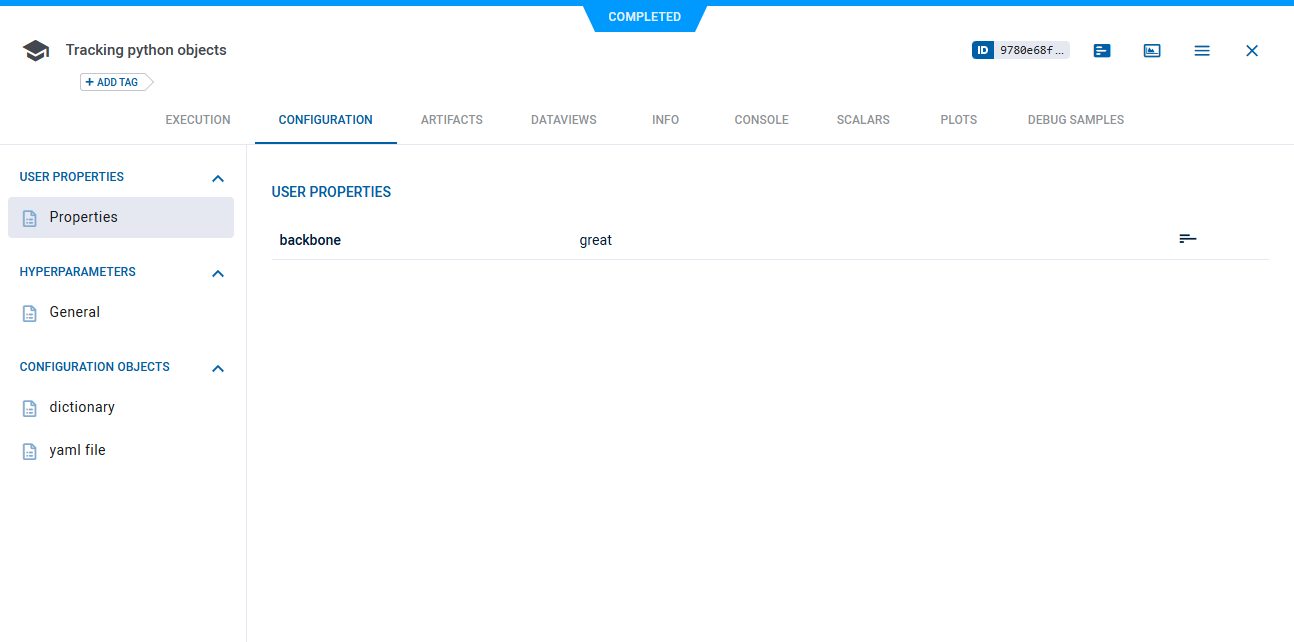 COMPLETED
Tracking python objects
ID 9780e68f...
+ ADD TAG
EXECUTION CONFIGURATION ARTIFACTS DATAVIEWS INFO CONSOLE SCALARS PLOTS DEBUG SAMPLES
USER PROPERTIES
Properties
HYPERPARAMETERS
General
CONFIGURATION OBJECTS
dictionary
yaml file
USER PROPERTIES
backbone great